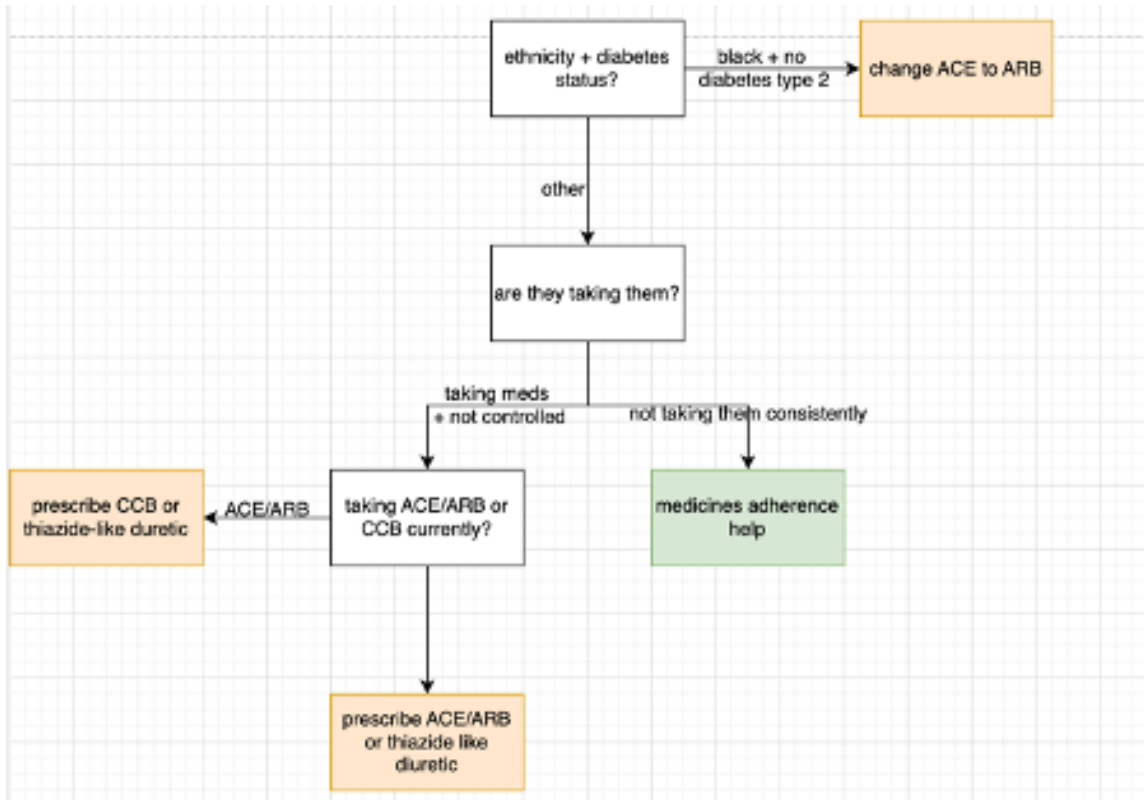 ethnicity + diabetes
status?
black + no
diabetes type 2
change ACE to ARB
other
are they taking them?
taking meds
+ not controlled
not taking them consistently
prescribe CCB or
thiazide-like duretic
ACE/ARB
taking ACE/ARB or
CCB currently?
medicines adherence
help
prescribe ACE/ARB
or thiazide like
diuretic